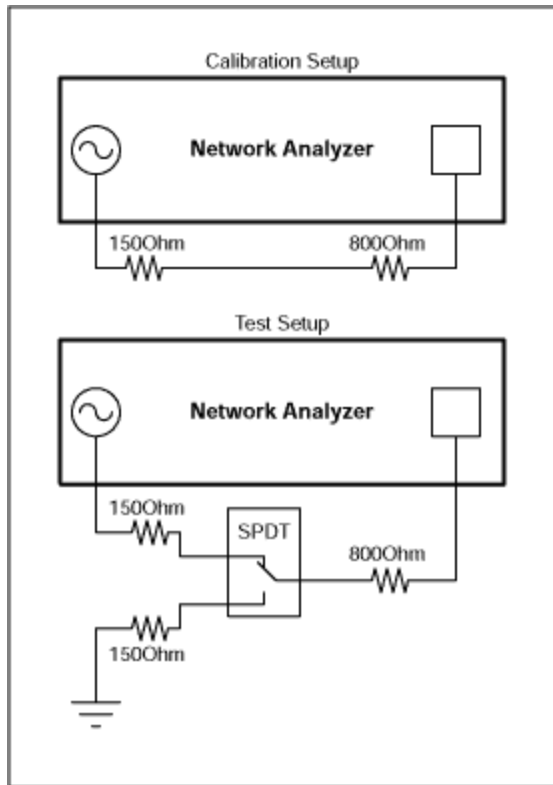 Calibration Setup
Network Analyzer
150Ohm 800Ohm
Test Setup
Network Analyzer
150Ohm
SPDT
800Ohm
150Ohm